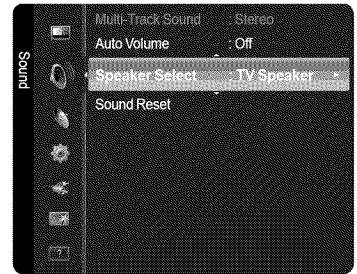 Sound
Multi-Track Sound : Stereo
Auto Volume : Off
Speaker Select : TV Speaker
Sound Reset
?